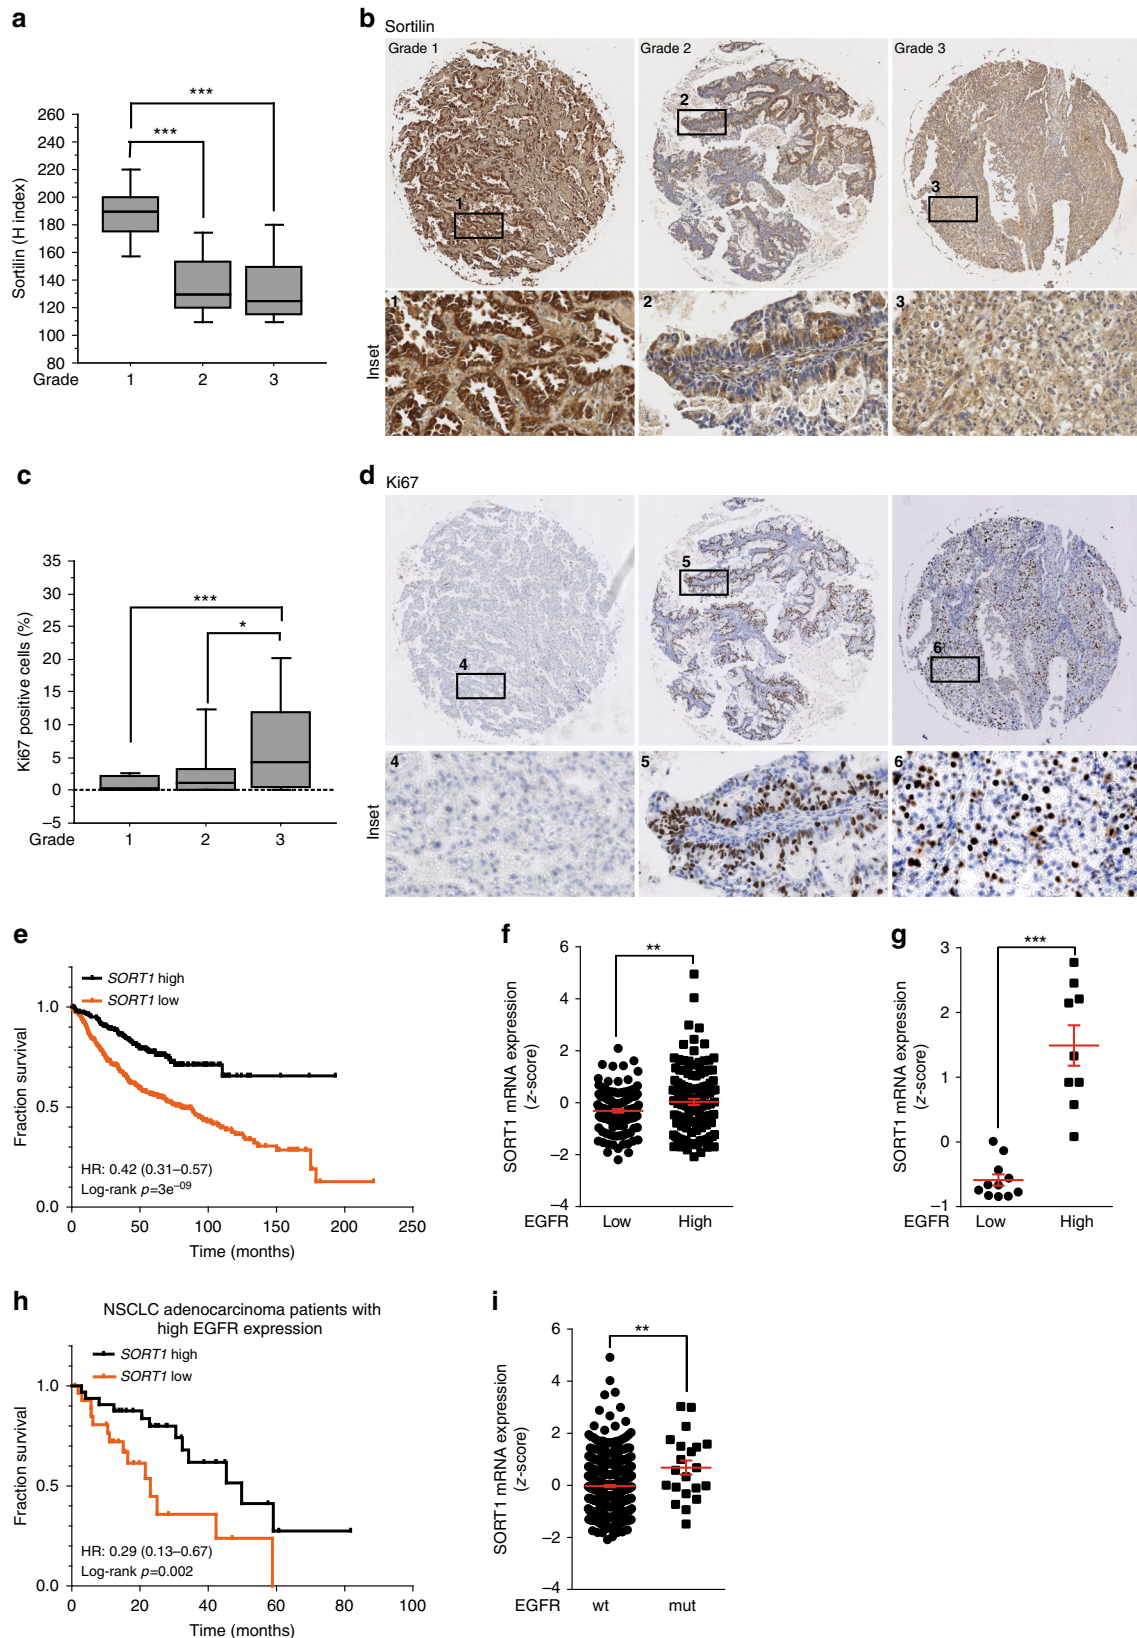 a
***
***
260
240
220
200
180
160
140
120
100
80
Sortilin (H index)
Grade 1 2 3
b
Sortilin
Grade 1
Grade 2
Grade 3
1
2
3
Inset
1
2
3
c
***
*
35
30
25
20
15
10
5
0
–5
Ki67 positive cells (%)
Grade 1 2 3
d
Ki67
4
5
6
Inset
4
5
6
e
SORT1 high
SORT1 low
1.0
0.5
0.0
Fraction survival
HR: 0.42 (0.31–0.57)
Log-rank p=3e–09
0 50 100 150 200 250
Time (months)
f
**
6
4
2
0
–2
–4
SORT1 mRNA expression
(z-score)
EGFR Low High
g
***
3
2
1
0
–1
SORT1 mRNA expression
(z-score)
EGFR Low High
h
NSCLC adenocarcinoma patients with
high EGFR expression
SORT1 high
SORT1 low
1.0
0.5
0.0
Fraction survival
HR: 0.29 (0.13–0.67)
Log-rank p=0.002
0 20 40 60 80 100
Time (months)
i
**
6
4
2
0
–2
–4
SORT1 mRNA expression
(z-score)
EGFR wt mut